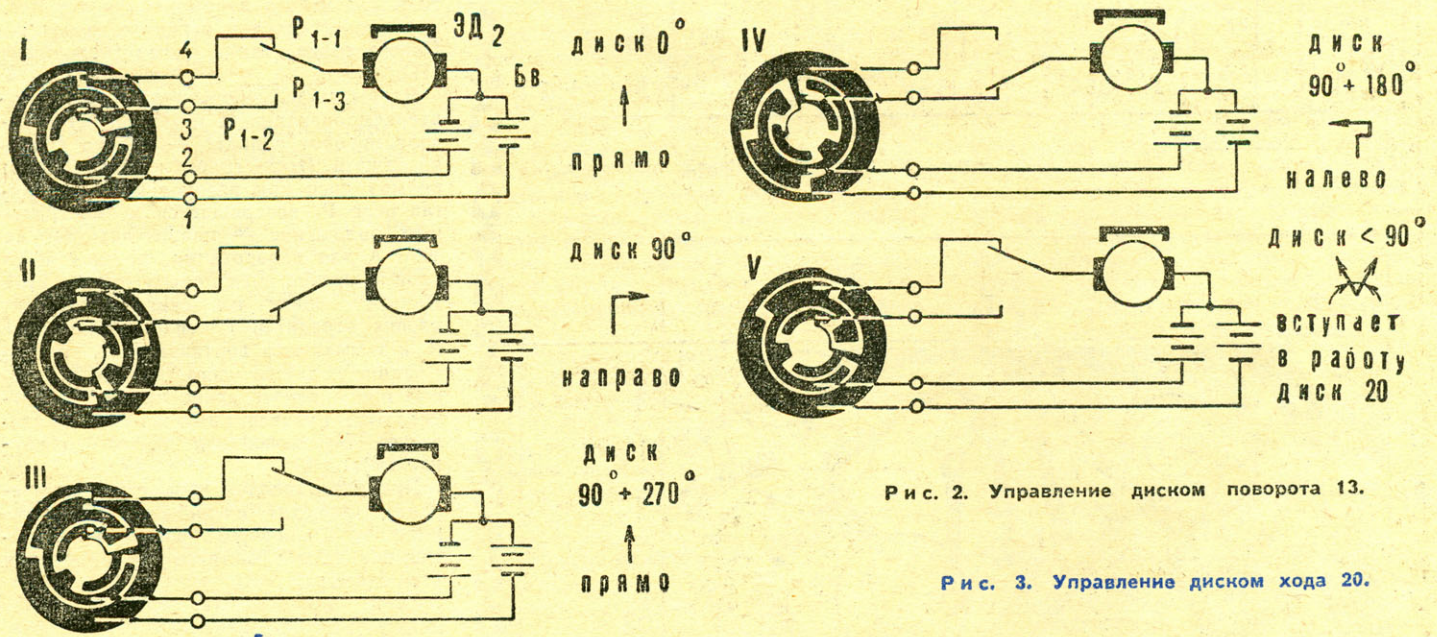 I
4
3
2
1
Р1-1
Р1-3
Р1-2
ЭД2
Бв
диск 0°
прямо
II
диск 90°
направо
III
диск
90° + 270°
прямо
IV
диск
90° + 180°
налево
V
диск < 90°
вступает
в работу
диск 20
Рис. 2. Управление диском поворота 13.
Рис. 3. Управление диском хода 20.